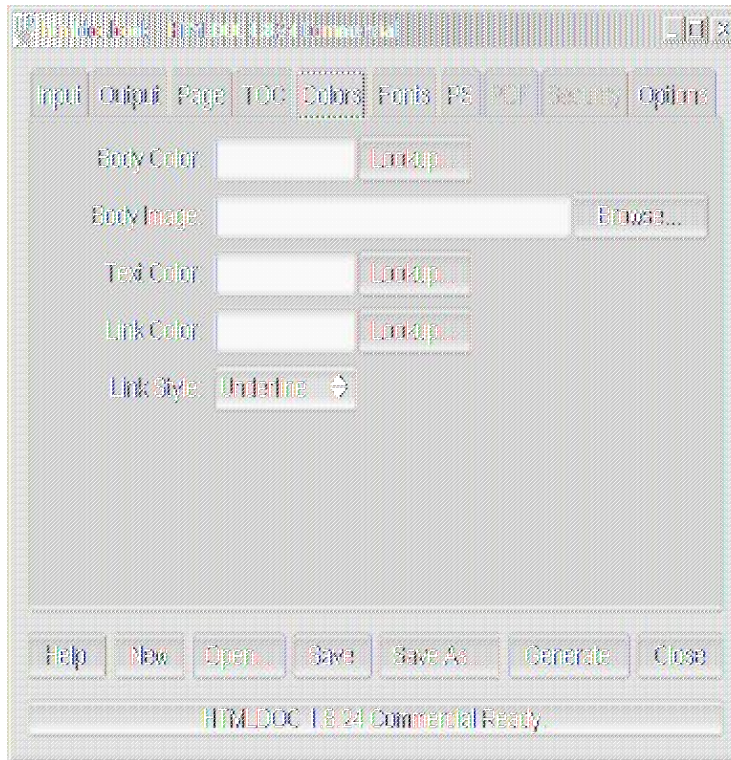 HTMLDOC 1.8.24 Commercial
Input Output Page TOC Colors Fonts PS PDF Security Options
Body Color: Lookup...
Body Image: Browse...
Text Color: Lookup...
Link Color: Lookup...
Link Style: Underline
Help New Open... Save Save As... Generate Close
HTMLDOC 1.8.24 Commercial Ready.